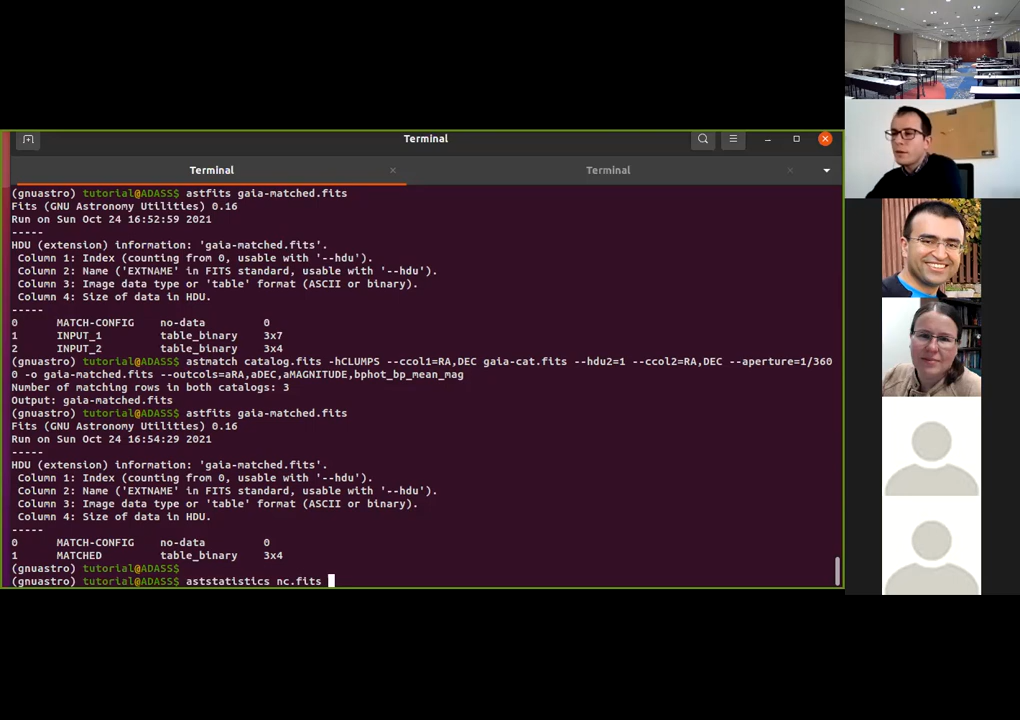 Terminal
Terminal
Terminal
(gnuastro) tutorial@ADASS$ astfits gaia-matched.fits
Fits (GNU Astronomy Utilities) 0.16
Run on Sun Oct 24 16:52:59 2021
-----
HDU (extension) information: 'gaia-matched.fits'.
 Column 1: Index (counting from 0, usable with '--hdu').
 Column 2: Name ('EXTNAME' in FITS standard, usable with '--hdu').
 Column 3: Image data type or 'table' format (ASCII or binary).
 Column 4: Size of data in HDU.
-----
0      MATCH-CONFIG    no-data         0
1      INPUT_1         table_binary    3x7
2      INPUT_2         table_binary    3x4
(gnuastro) tutorial@ADASS$ astmatch catalog.fits -hCLUMPS --ccol1=RA,DEC gaia-cat.fits --hdu2=1 --ccol2=RA,DEC --aperture=1/360
0 -o gaia-matched.fits --outcols=aRA,aDEC,aMAGNITUDE,bphot_bp_mean_mag
Number of matching rows in both catalogs: 3
Output: gaia-matched.fits
(gnuastro) tutorial@ADASS$ astfits gaia-matched.fits
Fits (GNU Astronomy Utilities) 0.16
Run on Sun Oct 24 16:54:29 2021
-----
HDU (extension) information: 'gaia-matched.fits'.
 Column 1: Index (counting from 0, usable with '--hdu').
 Column 2: Name ('EXTNAME' in FITS standard, usable with '--hdu').
 Column 3: Image data type or 'table' format (ASCII or binary).
 Column 4: Size of data in HDU.
-----
0      MATCH-CONFIG    no-data         0
1      MATCHED         table_binary    3x4
(gnuastro) tutorial@ADASS$
(gnuastro) tutorial@ADASS$ aststatistics nc.fits